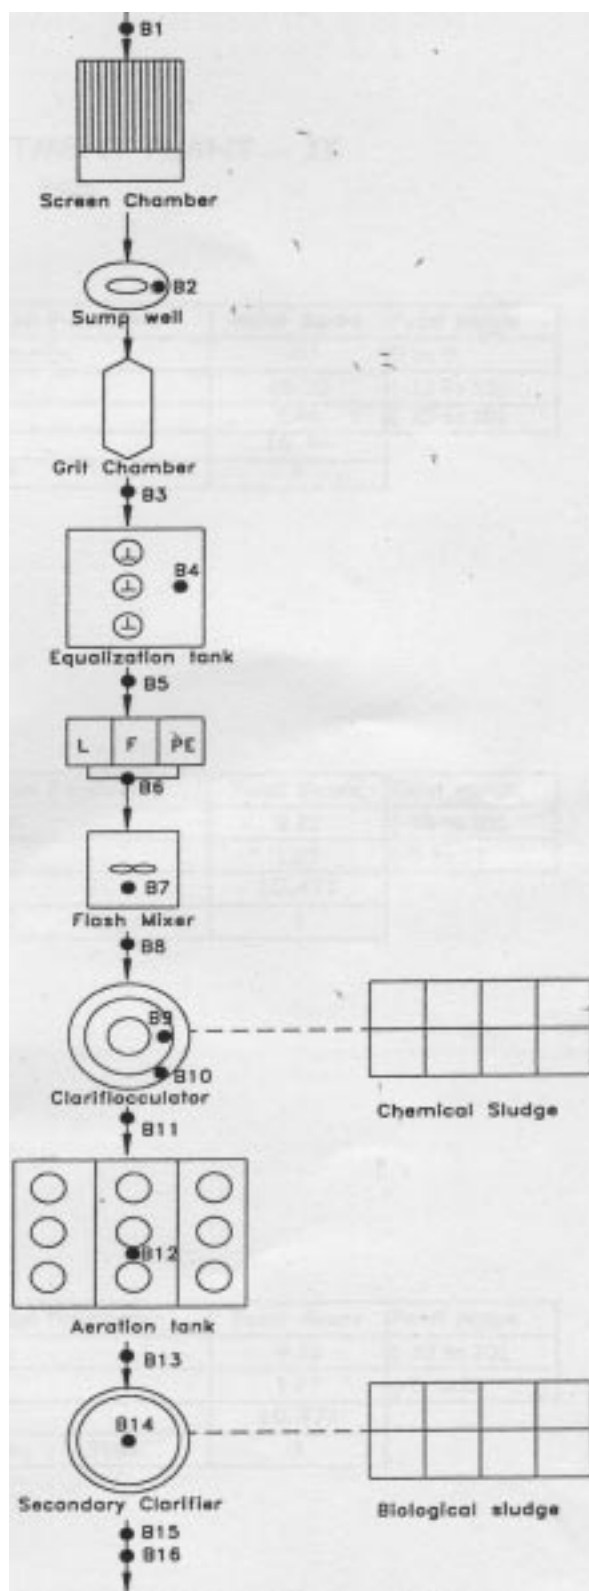 B1
Screen Chamber
B2
Sump well
Grit Chamber
B3
B4
Equalization tank
B5
L F PE
B6
B7
Flash Mixer
B8
B9
B10
Clariflocculator
Chemical Sludge
B11
B12
Aeration tank
B13
B14
Secondary Clarifier
Biological sludge
B15
B16